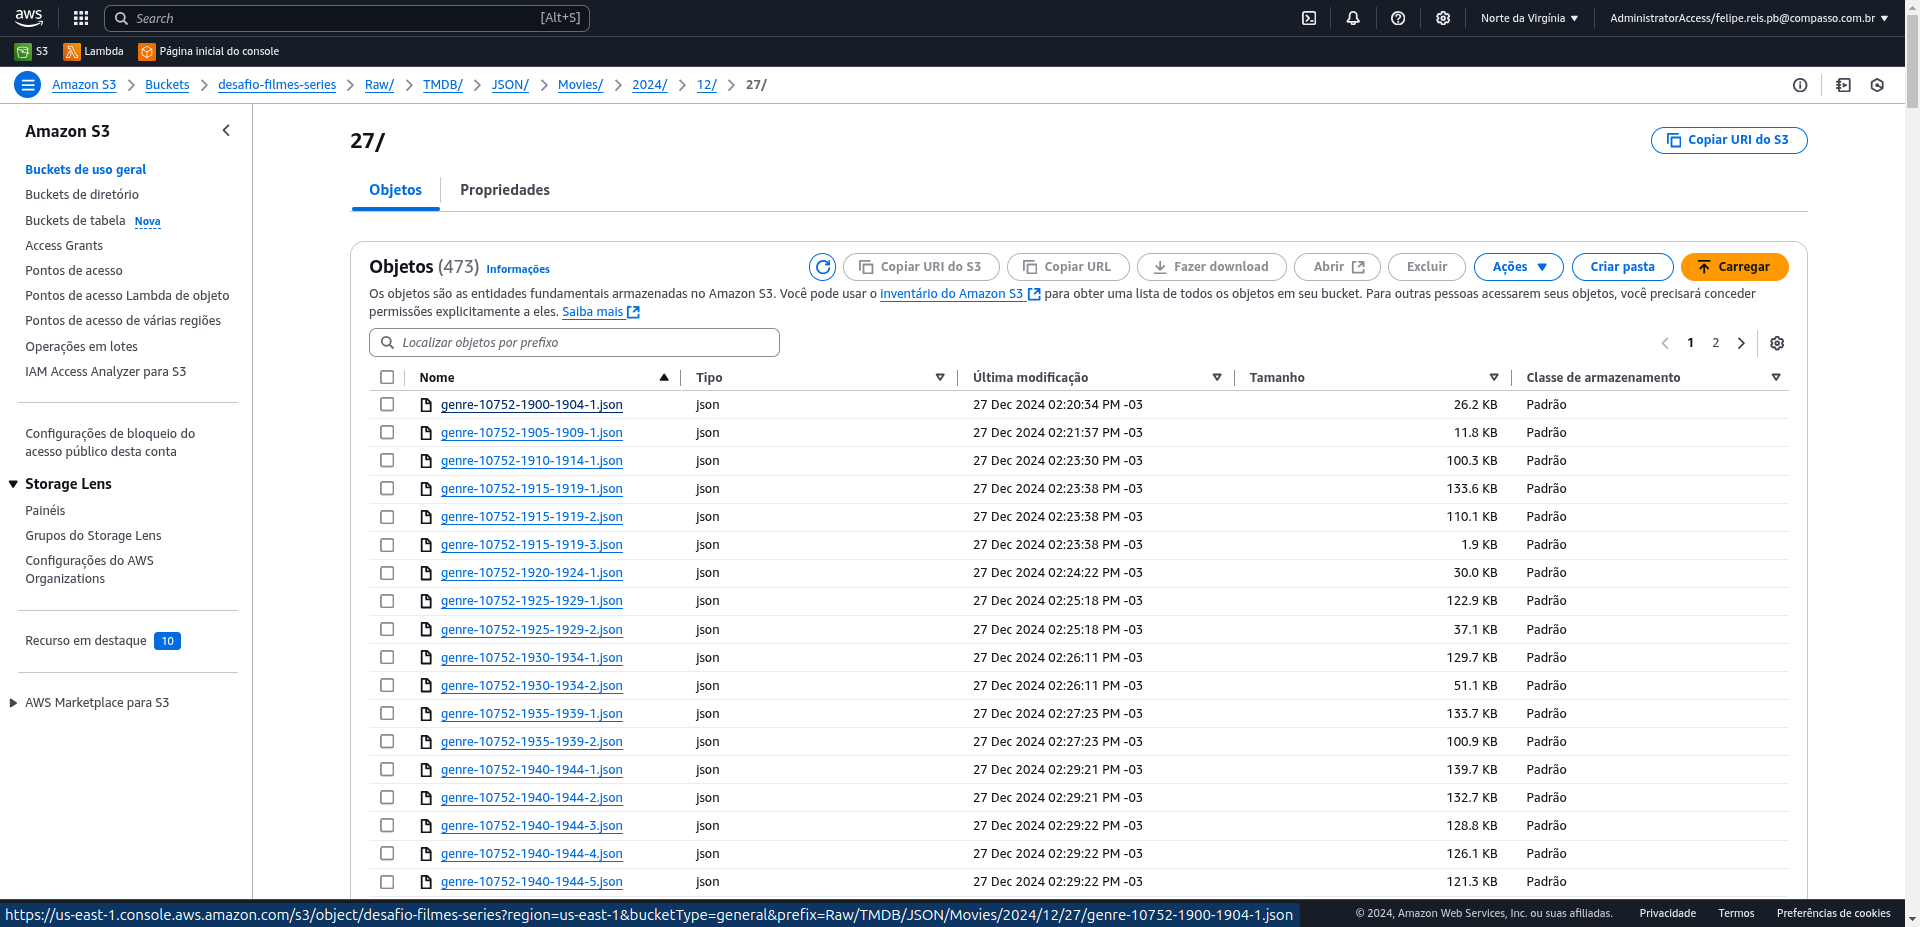 aws
Search [Alt+S]
Norte da Virgínia AdministratorAccess/felipe.reis.pb@compasso.com.br
S3 Lambda Página inicial do console
Amazon S3 Buckets desafio-filmes-series Raw/ TMDB/ JSON/ Movies/ 2024/ 12/ 27/
Amazon S3
Buckets de uso geral
Buckets de diretório
Buckets de tabela Nova
Access Grants
Pontos de acesso
Pontos de acesso Lambda de objeto
Pontos de acesso de várias regiões
Operações em lotes
IAM Access Analyzer para S3
Configurações de bloqueio do
acesso público desta conta
Storage Lens
Painéis
Grupos do Storage Lens
Configurações do AWS
Organizations
Recurso em destaque 10
AWS Marketplace para S3
27/
Copiar URI do S3
Objetos Propriedades
Objetos (473) Informações
Copiar URI do S3 Copiar URL Fazer download Abrir Excluir Ações Criar pasta Carregar
Os objetos são as entidades fundamentais armazenadas no Amazon S3. Você pode usar o inventário do Amazon S3 para obter uma lista de todos os objetos em seu bucket. Para outras pessoas acessarem seus objetos, você precisará conceder
permissões explicitamente a eles. Saiba mais
Localizar objetos por prefixo
1 2
Nome Tipo Última modificação Tamanho Classe de armazenamento
genre-10752-1900-1904-1.json json 27 Dec 2024 02:20:34 PM -03 26.2 KB Padrão
genre-10752-1905-1909-1.json json 27 Dec 2024 02:21:37 PM -03 11.8 KB Padrão
genre-10752-1910-1914-1.json json 27 Dec 2024 02:23:30 PM -03 100.3 KB Padrão
genre-10752-1915-1919-1.json json 27 Dec 2024 02:23:38 PM -03 133.6 KB Padrão
genre-10752-1915-1919-2.json json 27 Dec 2024 02:23:38 PM -03 110.1 KB Padrão
genre-10752-1915-1919-3.json json 27 Dec 2024 02:23:38 PM -03 1.9 KB Padrão
genre-10752-1920-1924-1.json json 27 Dec 2024 02:24:22 PM -03 30.0 KB Padrão
genre-10752-1925-1929-1.json json 27 Dec 2024 02:25:18 PM -03 122.9 KB Padrão
genre-10752-1925-1929-2.json json 27 Dec 2024 02:25:18 PM -03 37.1 KB Padrão
genre-10752-1930-1934-1.json json 27 Dec 2024 02:26:11 PM -03 129.7 KB Padrão
genre-10752-1930-1934-2.json json 27 Dec 2024 02:26:11 PM -03 51.1 KB Padrão
genre-10752-1935-1939-1.json json 27 Dec 2024 02:27:23 PM -03 133.7 KB Padrão
genre-10752-1935-1939-2.json json 27 Dec 2024 02:27:23 PM -03 100.9 KB Padrão
genre-10752-1940-1944-1.json json 27 Dec 2024 02:29:21 PM -03 139.7 KB Padrão
genre-10752-1940-1944-2.json json 27 Dec 2024 02:29:21 PM -03 132.7 KB Padrão
genre-10752-1940-1944-3.json json 27 Dec 2024 02:29:22 PM -03 128.8 KB Padrão
genre-10752-1940-1944-4.json json 27 Dec 2024 02:29:22 PM -03 126.1 KB Padrão
genre-10752-1940-1944-5.json json 27 Dec 2024 02:29:22 PM -03 121.3 KB Padrão
https://us-east-1.console.aws.amazon.com/s3/object/desafio-filmes-series?region=us-east-1&bucketType=general&prefix=Raw/TMDB/JSON/Movies/2024/12/27/genre-10752-1900-1904-1.json
© 2024, Amazon Web Services, Inc. ou suas afiliadas. Privacidade Termos Preferências de cookies